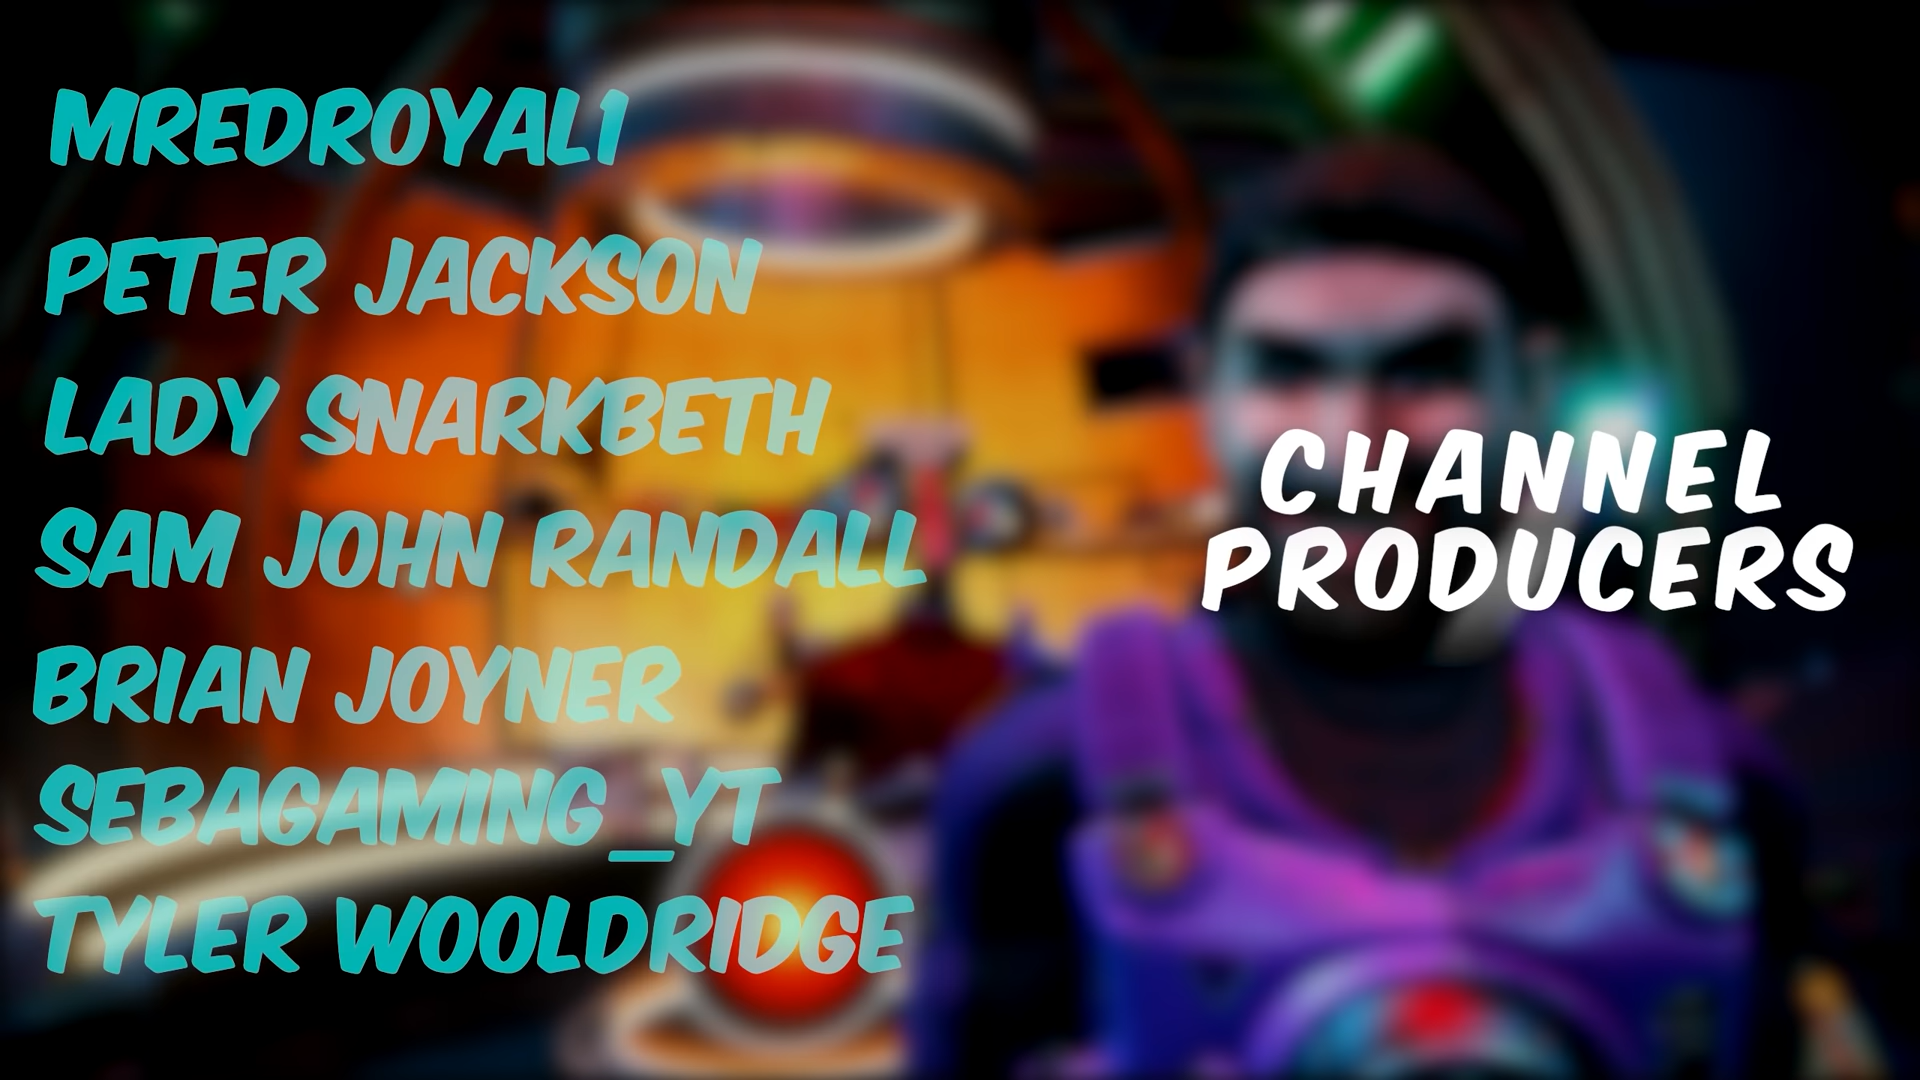 MREDROYAL1
PETER JACKSON
LADY SNARKBETH
SAM JOHN RANDALL
BRIAN JOYNER
SEBAGAMING_YT
TYLER WOOLDRIDGE
CHANNEL
PRODUCERS